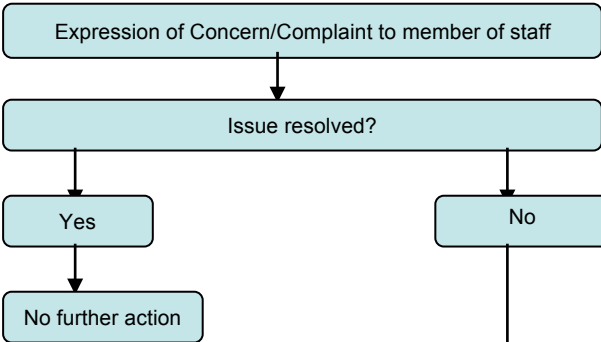 Expression of Concern/Complaint to member of staff
Issue resolved?
Yes
No
No further action